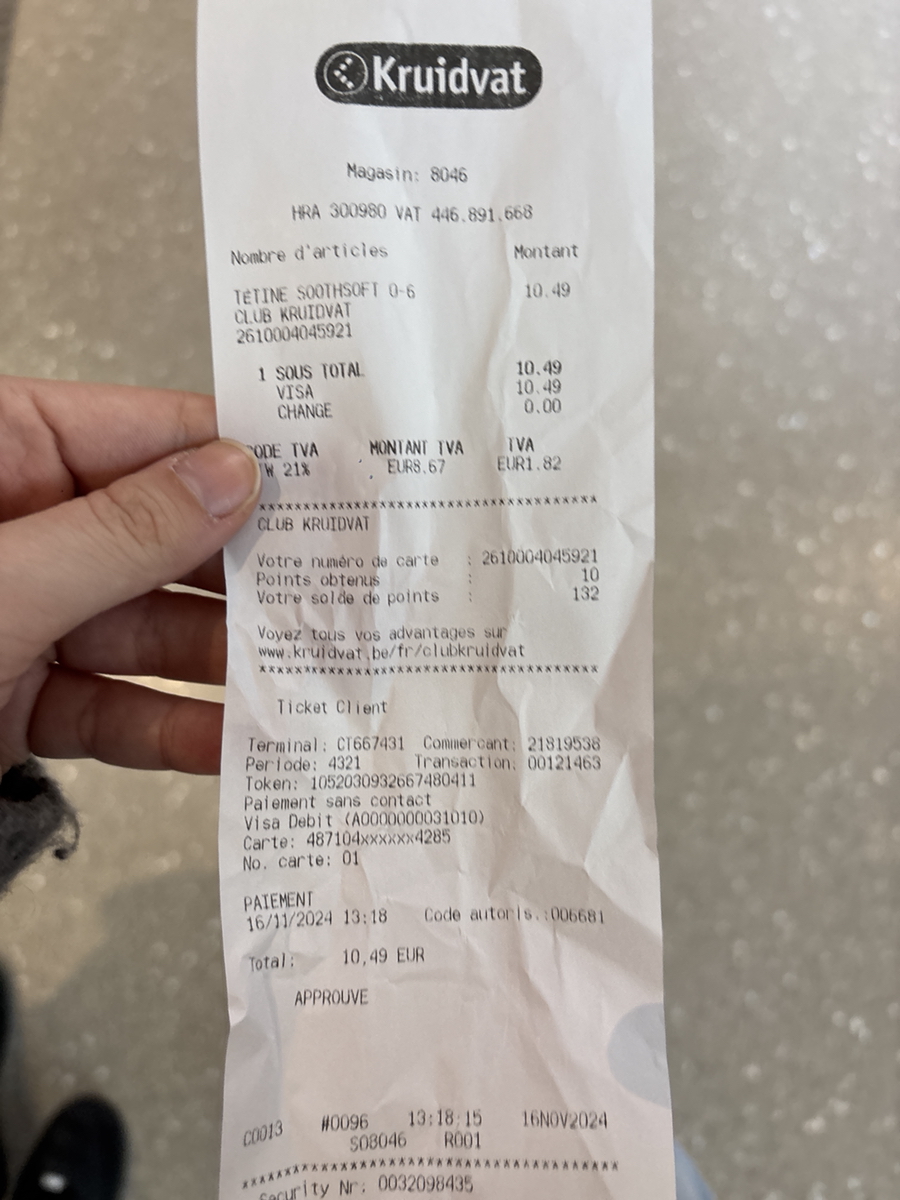 Kruidvat
Magasin: 8046
HRA 300980 VAT 446.891.668
Nombre d'articles Montant
TÉTINE SOOTHSOFT 0-6 10.49
CLUB KRUIDVAT
2610004045921
1 SOUS TOTAL 10.49
VISA 10.49
CHANGE 0.00
ODE TVA MONTANT TVA TVA
W 21% EUR8.67 EUR1.82
*************************************
CLUB KRUIDVAT
Votre numéro de carte : 2610004045921
Points obtenus : 10
Votre solde de points : 132
Voyez tous vos advantages sur
www.kruidvat.be/fr/clubkruidvat
*************************************
Ticket Client
Terminal: CT667431 Commercant: 21819538
Periode: 4321 Transaction: 00121463
Token: 1052030932667480411
Paiement sans contact
Visa Debit (A0000000031010)
Carte: 487104xxxxxx4285
No. carte: 01
PAIEMENT
16/11/2024 13:18 Code autoris.:006681
Total: 10,49 EUR
APPROUVE
C0013 #0096 13:18:15 16NOV2024
S08046 R001
*************************************
Security Nr: 0032098435